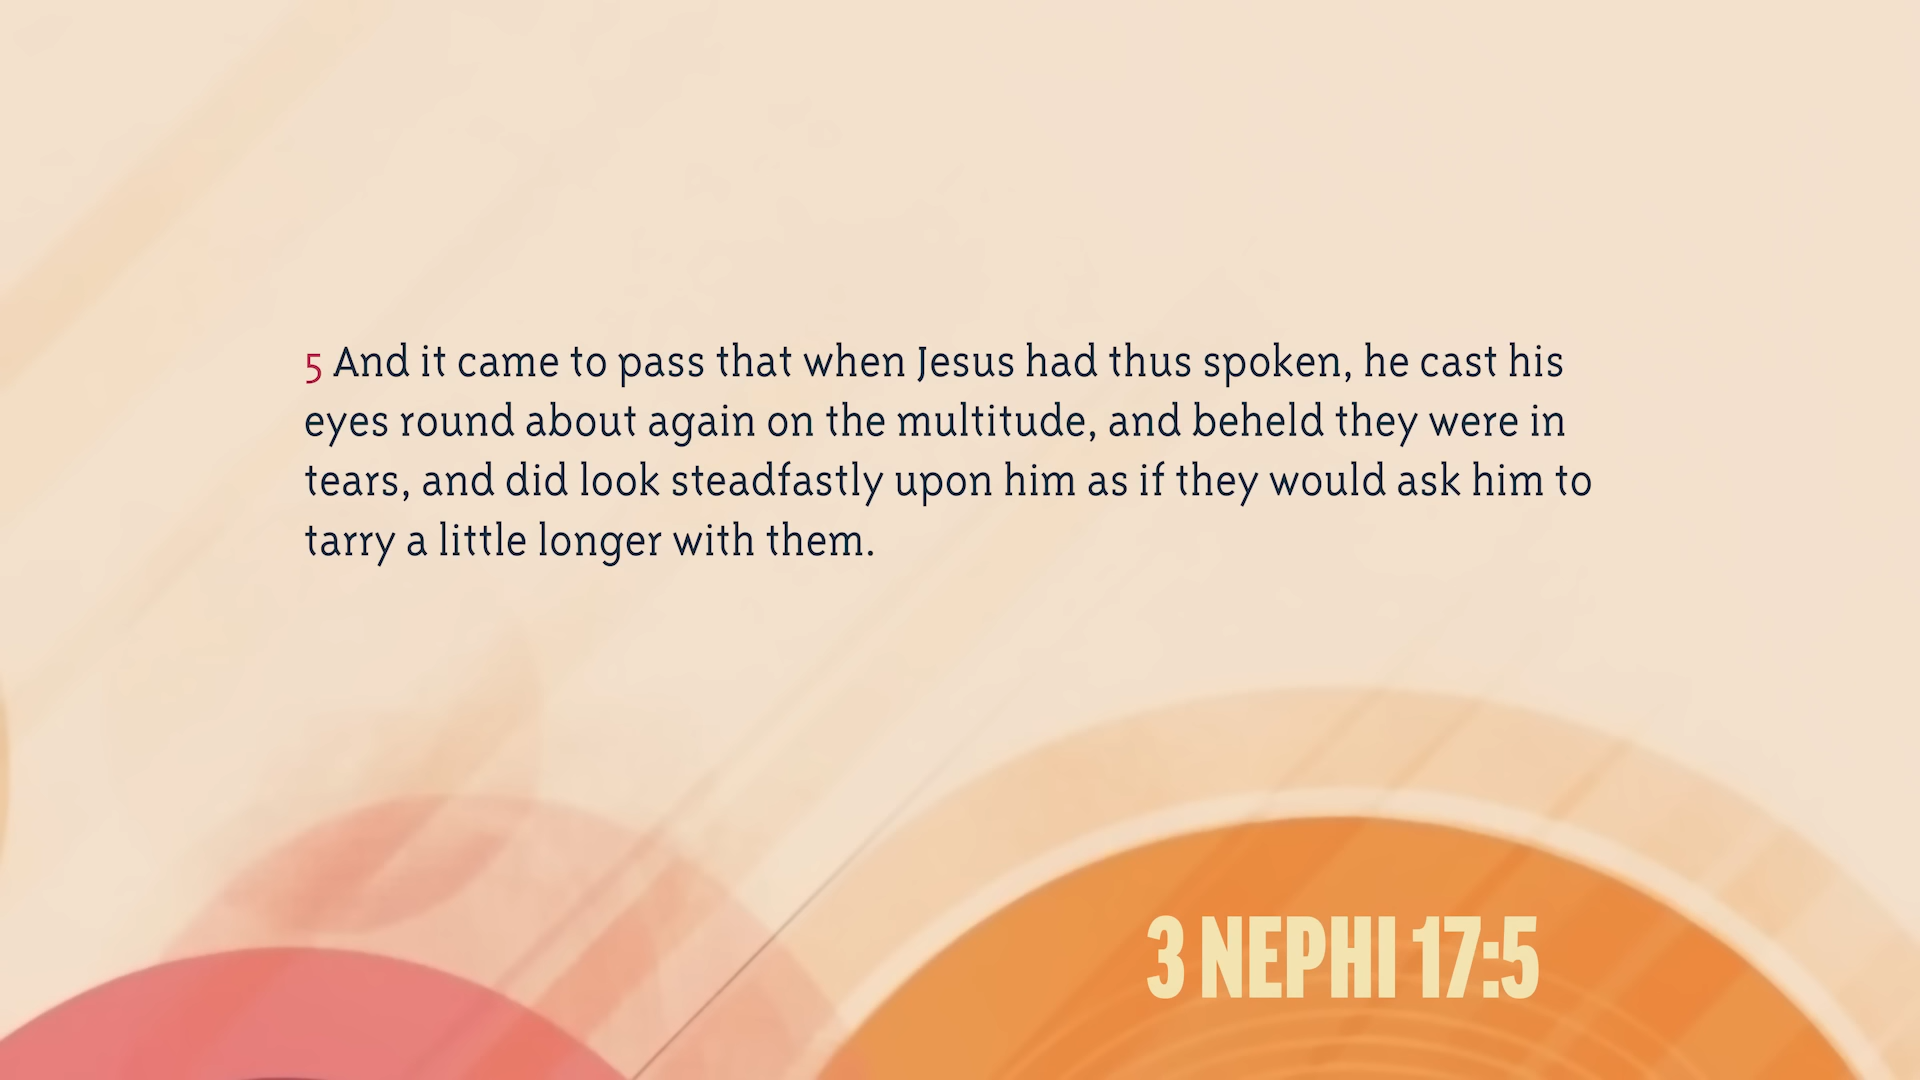 5 And it came to pass that when Jesus had thus spoken, he cast his
eyes round about again on the multitude, and beheld they were in
tears, and did look steadfastly upon him as if they would ask him to
tarry a little longer with them.
3 NEPHI 17:5